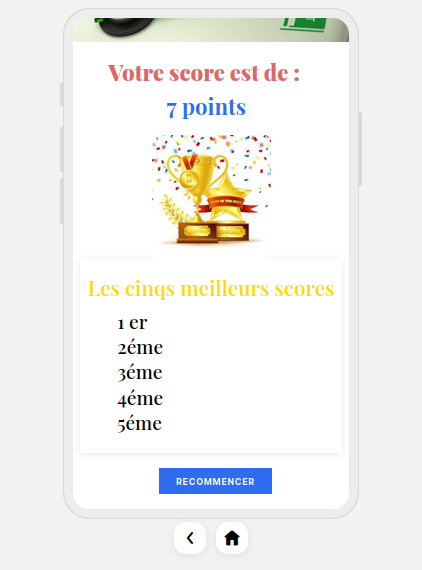 Votre score est de :
7 points
Les cinqs meilleurs scores
1 er
2éme
3éme
4éme
5éme
RECOMMENCER